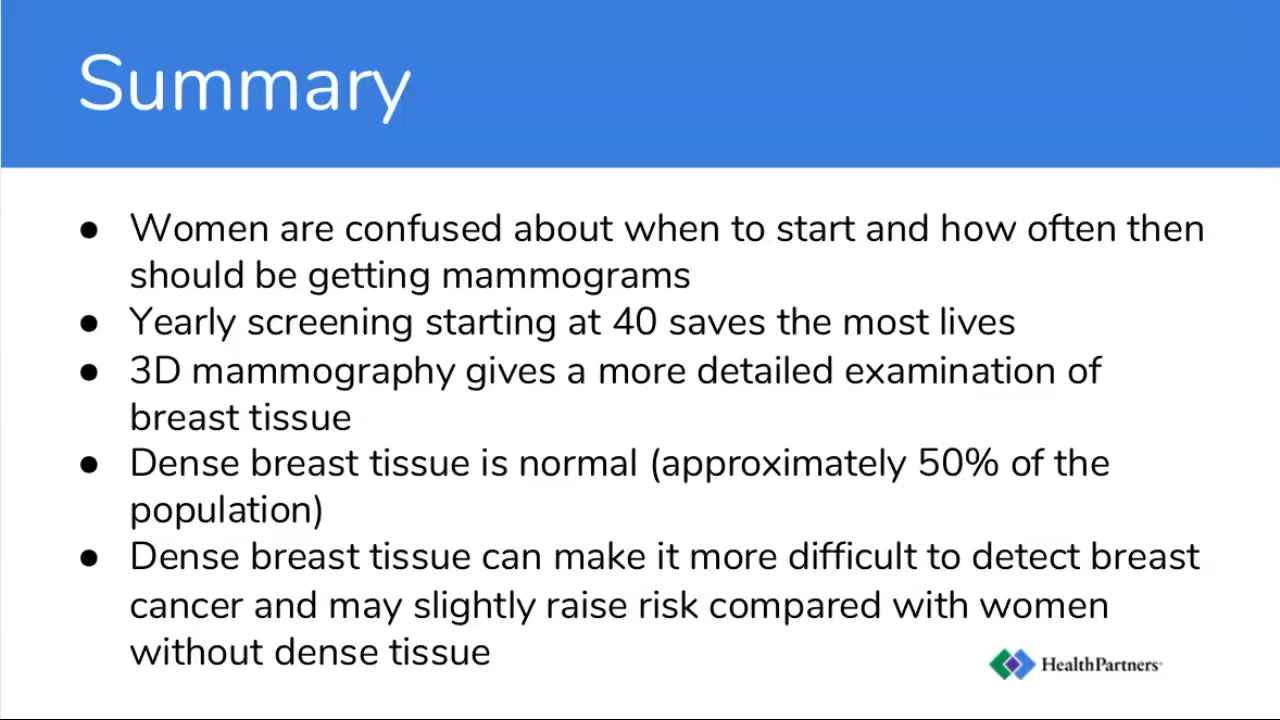 Summary
● Women are confused about when to start and how often then
should be getting mammograms
● Yearly screening starting at 40 saves the most lives
● 3D mammography gives a more detailed examination of
breast tissue
● Dense breast tissue is normal (approximately 50% of the
population)
● Dense breast tissue can make it more difficult to detect breast
cancer and may slightly raise risk compared with women
without dense tissue
HealthPartners®